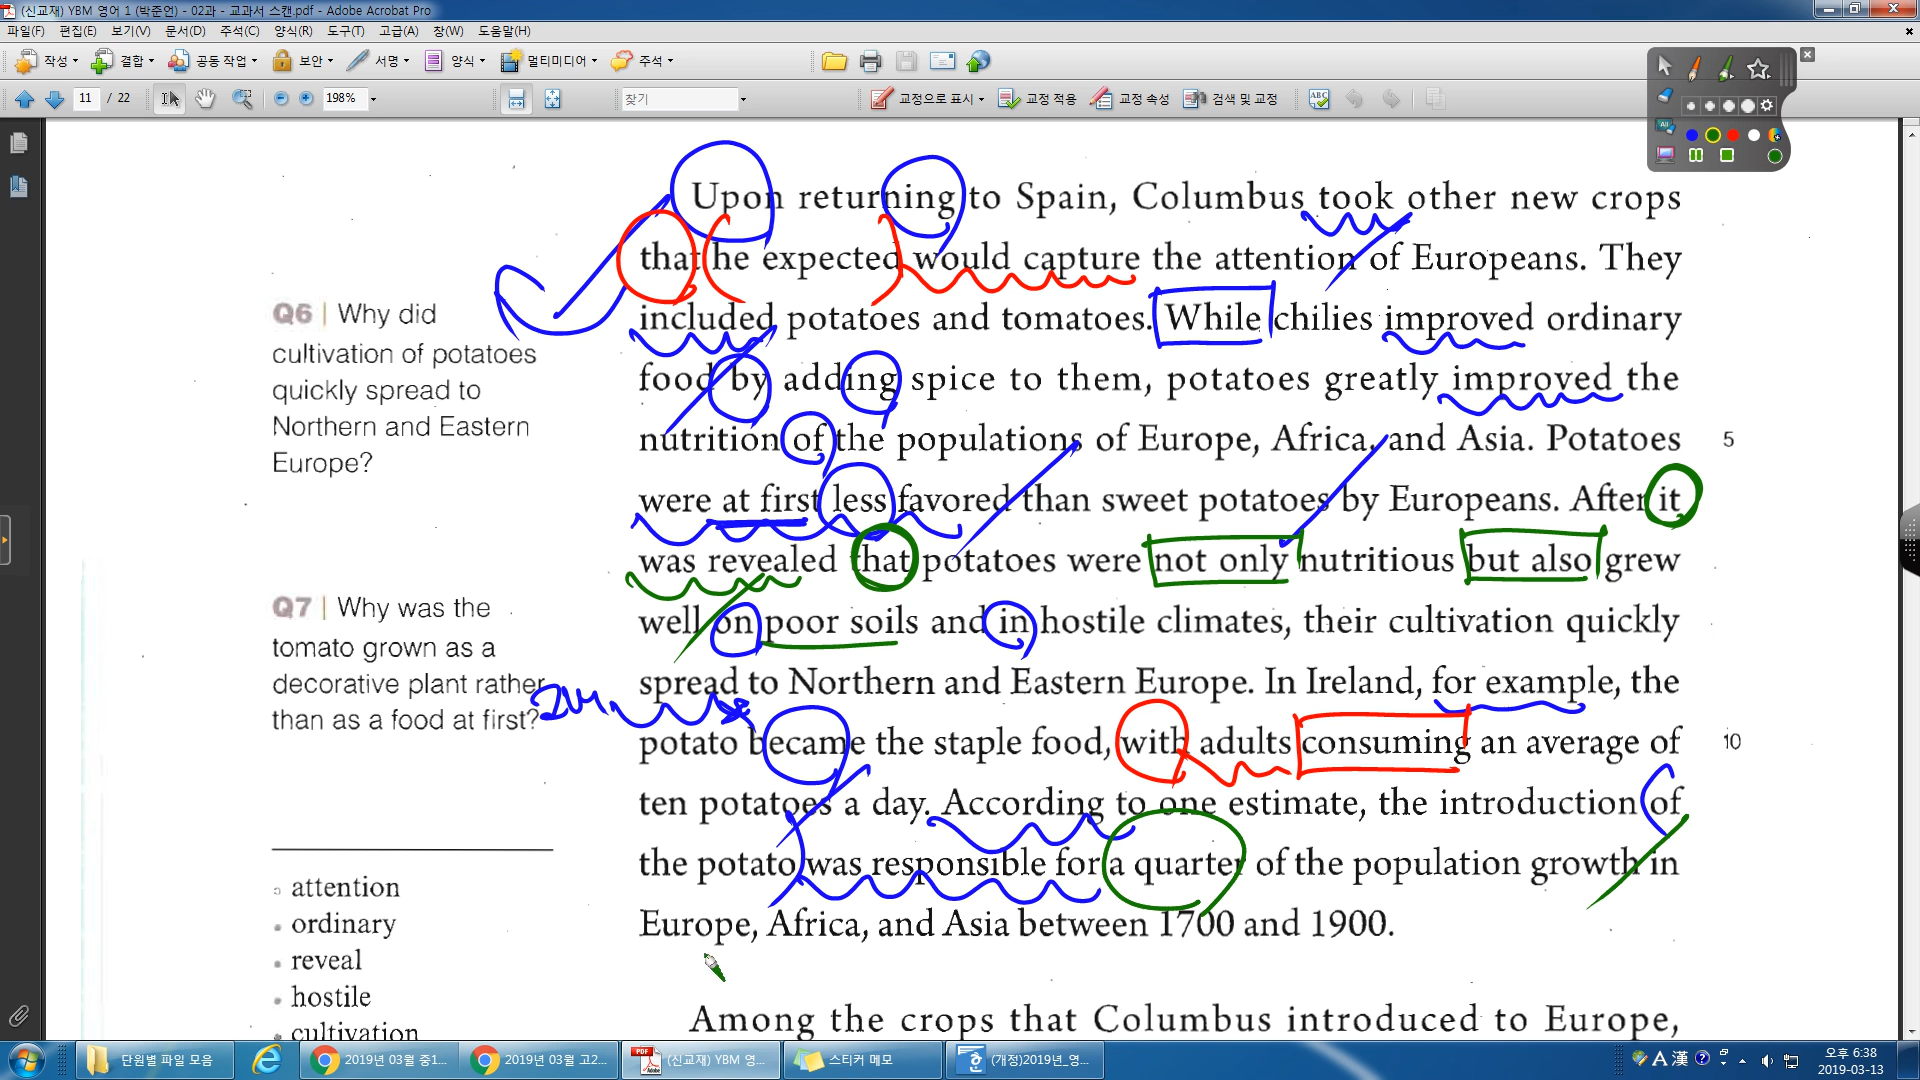 (신교재) YBM 영어 1 (박준언) - 02과 - 교과서 스캔.pdf - Adobe Acrobat Pro
파일(F) 편집(E) 보기(V) 문서(D) 주석(C) 양식(R) 도구(T) 고급(A) 창(W) 도움말(H)
작성 결합 공동 작업 보안 서명 양식 멀티미디어 주석
11 / 22 198% 찾기 교정으로 표시 교정 적용 교정 속성 검색 및 교정
Upon returning to Spain, Columbus took other new crops
that he expected would capture the attention of Europeans. They
included potatoes and tomatoes. While chilies improved ordinary
food by adding spice to them, potatoes greatly improved the
nutrition of the populations of Europe, Africa, and Asia. Potatoes
5
were at first less favored than sweet potatoes by Europeans. After it
was revealed that potatoes were not only nutritious but also grew
well on poor soils and in hostile climates, their cultivation quickly
spread to Northern and Eastern Europe. In Ireland, for example, the
potato became the staple food, with adults consuming an average of
10
ten potatoes a day. According to one estimate, the introduction of
the potato was responsible for a quarter of the population growth in
Europe, Africa, and Asia between 1700 and 1900.
Among the crops that Columbus introduced to Europe,
Q6 | Why did
cultivation of potatoes
quickly spread to
Northern and Eastern
Europe?
Q7 | Why was the
tomato grown as a
decorative plant rather
than as a food at first?
attention
ordinary
reveal
hostile
cultivation
단원별 파일 모음
2019년 03월 중1...
2019년 03월 고2...
(신교재) YBM 영...
스티커 메모
(개정)2019년_영...
A 漢
오후 6:38
2019-03-13